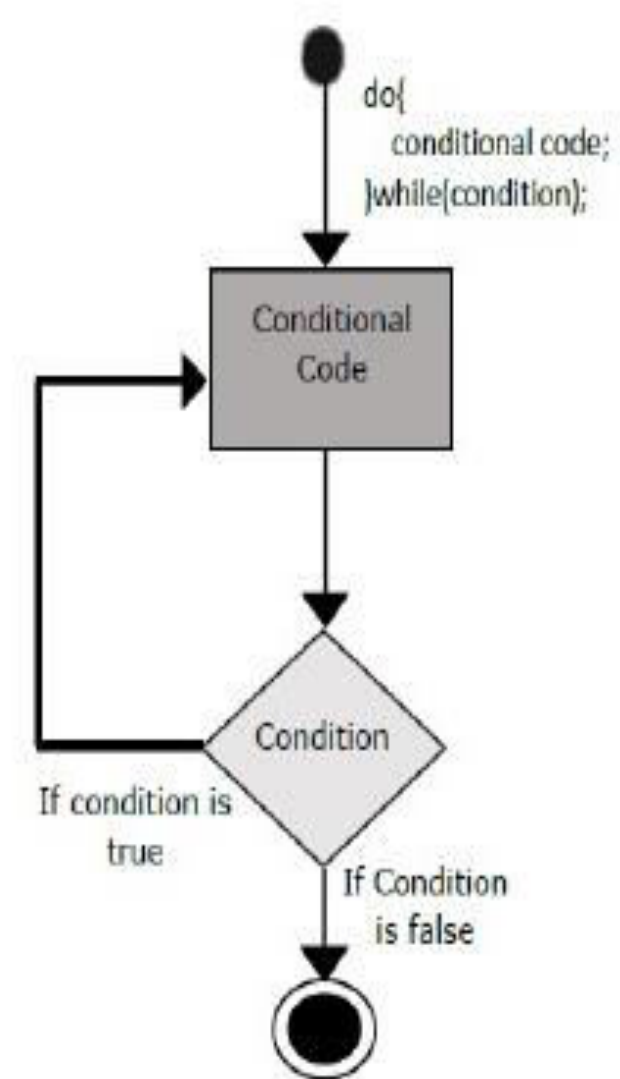 do{
conditional code;
}while(condition);
Conditional
Code
Condition
If condition is
true
If Condition
is false